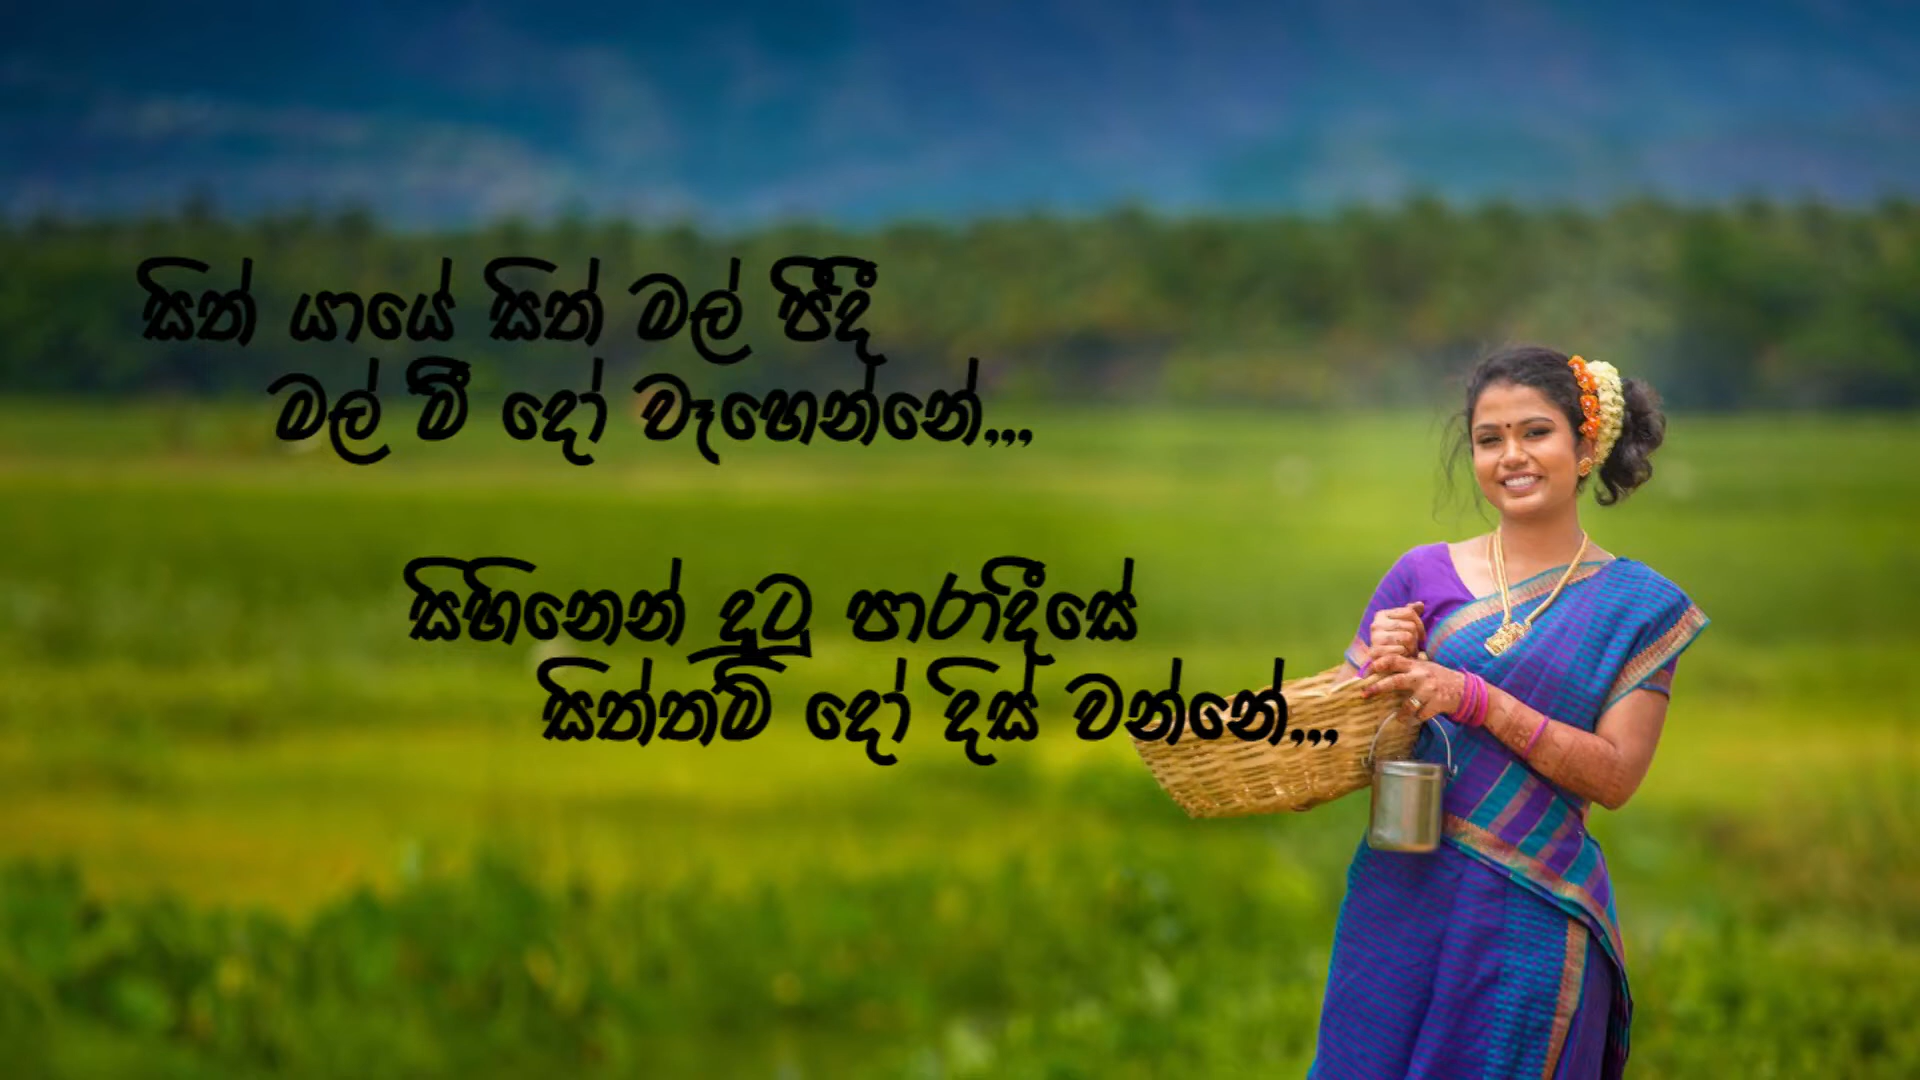 සිත් යායේ සිත් මල් පීදී
මල් මී දෝ වෑහෙන්නේ...
සිහිනෙන් දුටු පාරාදීසේ
සිත්තම් දෝ දිස් වන්නේ...